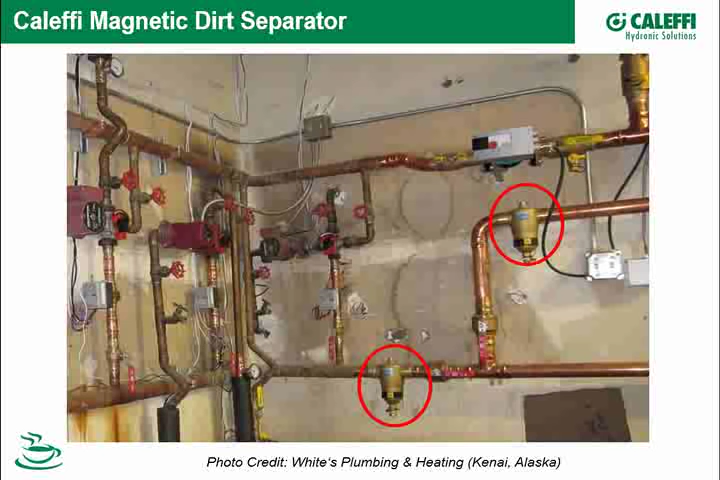 Caleffi Magnetic Dirt Separator
CALEFFI
Hydronic Solutions
Photo Credit: White's Plumbing & Heating (Kenai, Alaska)